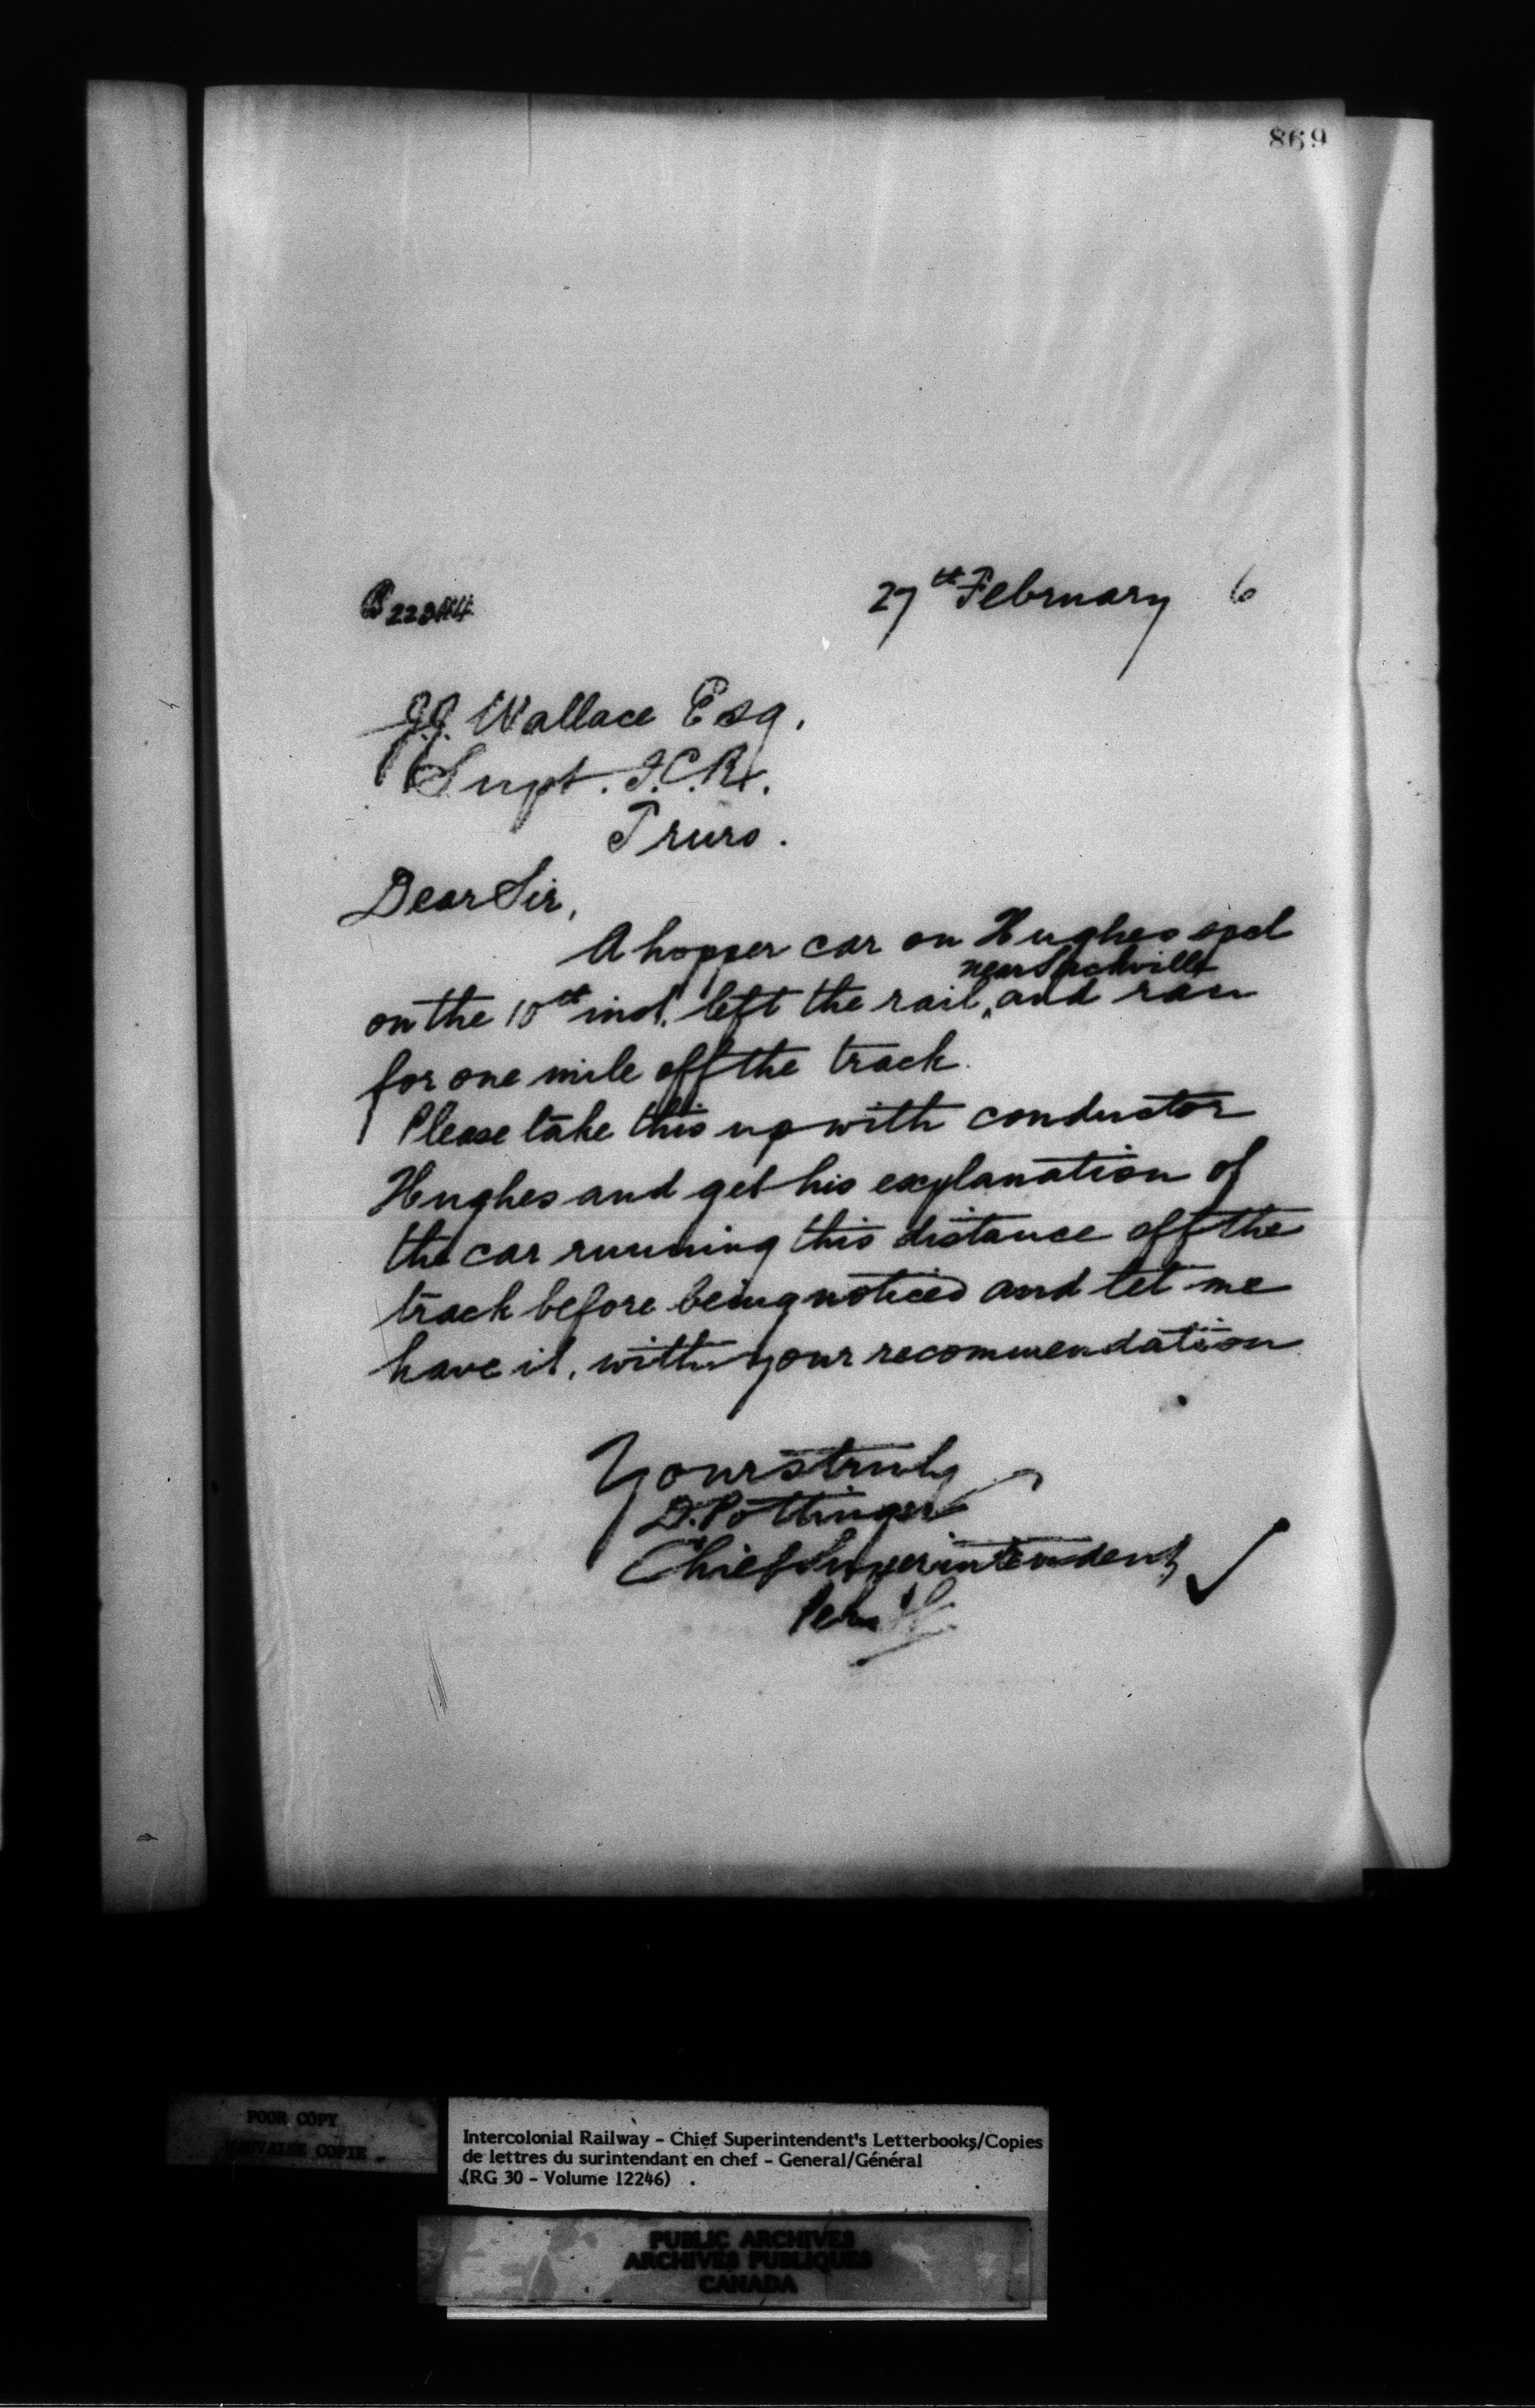 869
27th February 6
J.J. Wallace Esq.
Supt. I.C.R.
Truro.
Dear Sir,
A hopper car on Hughes spcl
near Sackville
on the 10th inst. left the rail, and ran
for one mile off the track.
Please take this up with conductor
Hughes and get his explanation of
the car running this distance off the
track before being noticed and let me
have it, with your recommendation
Yours truly
D. Pottinger
Chief Superintendent
Per
POOR COPY
MAUVAISE COPIE
Intercolonial Railway - Chief Superintendent's Letterbooks/Copies
de lettres du surintendant en chef - General/Général
(RG 30 - Volume 12246)
PUBLIC ARCHIVES
ARCHIVES PUBLIQUES
CANADA